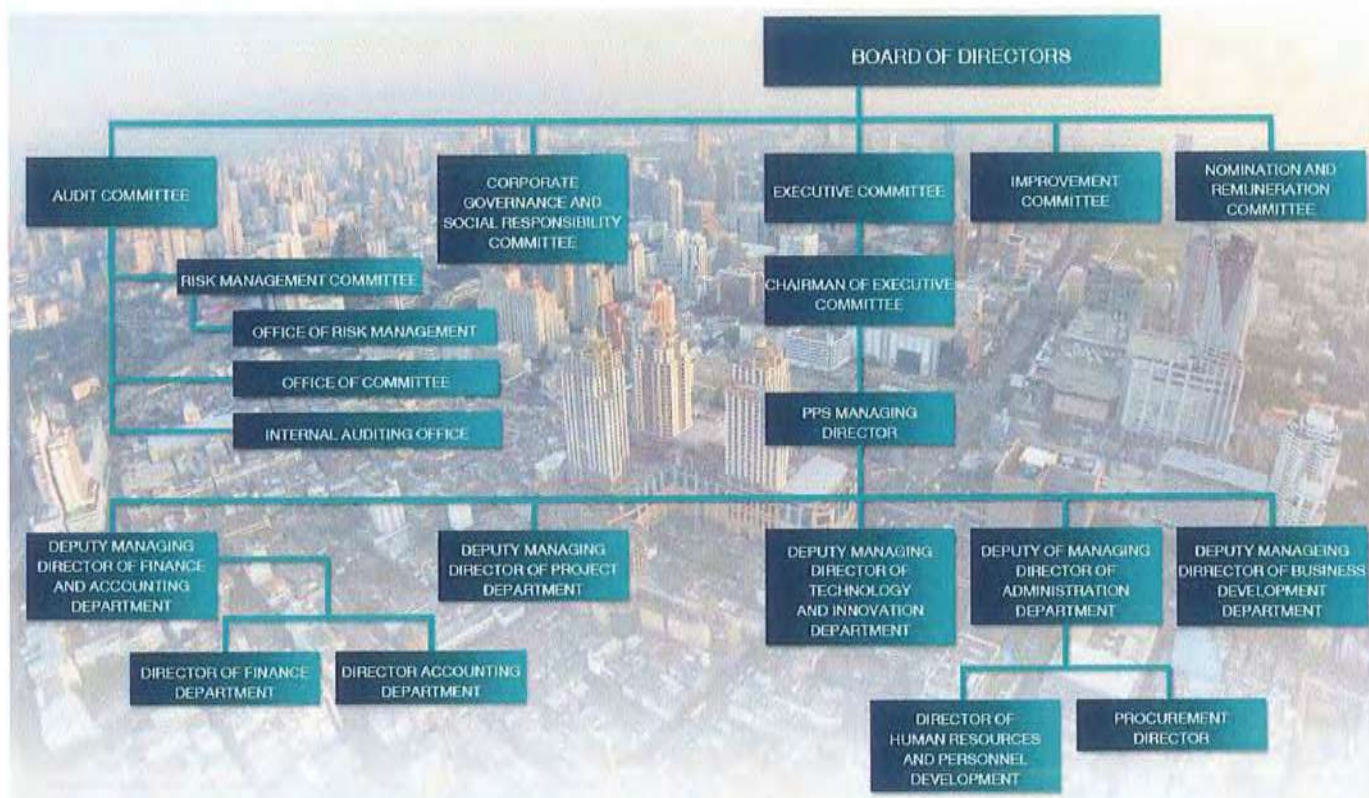 BOARD OF DIRECTORS
AUDIT COMMITTEE
CORPORATE
GOVERNANCE AND
SOCIAL RESPONSIBILITY
COMMITTEE
EXECUTIVE COMMITTEE
IMPROVEMENT
COMMITTEE
NOMINATION AND
REMUNERATION
COMMITTEE
RISK MANAGEMENT COMMITTEE
OFFICE OF RISK MANAGEMENT
OFFICE OF COMMITTEE
INTERNAL AUDITING OFFICE
CHAIRMAN OF EXECUTIVE
COMMITTEE
PPS MANAGING
DIRECTOR
DEPUTY MANAGING
DIRECTOR OF FINANCE
AND ACCOUNTING
DEPARTMENT
DEPUTY MANAGING
DIRECTOR OF PROJECT
DEPARTMENT
DEPUTY MANAGING
DIRECTOR OF
TECHNOLOGY
AND INNOVATION
DEPARTMENT
DEPUTY OF MANAGING
DIRECTOR OF
ADMINISTRATION
DEPARTMENT
DEPUTY MANAGEING
DIRRECTOR OF BUSINESS
DEVELOPMENT
DEPARTMENT
DIRECTOR OF FINANCE
DEPARTMENT
DIRECTOR ACCOUNTING
DEPARTMENT
DIRECTOR OF
HUMAN RESOURCES
AND PERSONNEL
DEVELOPMENT
PROCUREMENT
DIRECTOR